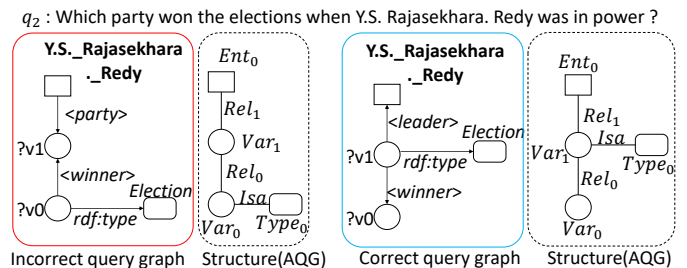 q₂ : Which party won the elections when Y.S. Rajasekhara. Redy was in power ?
Y.S._Rajasekhara
._Redy
<party>
?v1
<winner>
Election
?v0
rdf:type
Incorrect query graph
Ent₀
Rel₁
Var₁
Rel₀
Isa
Var₀
Type₀
Structure(AQG)
Y.S._Rajasekhara
._Redy
<leader>
Election
?v1
rdf:type
<winner>
?v0
Correct query graph
Ent₀
Rel₁
Isa
Var₁
Type₀
Rel₀
Var₀
Structure(AQG)